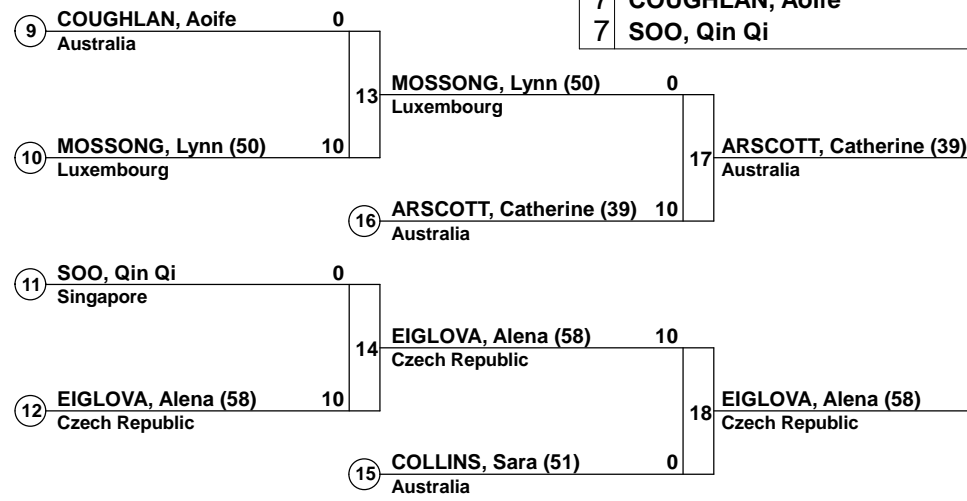 7 COUGHLAN, Aoife
7 SOO, Qin Qi
9 COUGHLAN, Aoife 0
Australia
13 MOSSONG, Lynn (50) 0
Luxembourg
10 MOSSONG, Lynn (50) 10
Luxembourg
17 ARSCOTT, Catherine (39)
Australia
16 ARSCOTT, Catherine (39) 10
Australia
11 SOO, Qin Qi 0
Singapore
14 EIGLOVA, Alena (58) 10
Czech Republic
12 EIGLOVA, Alena (58) 10
Czech Republic
18 EIGLOVA, Alena (58)
Czech Republic
15 COLLINS, Sara (51) 0
Australia